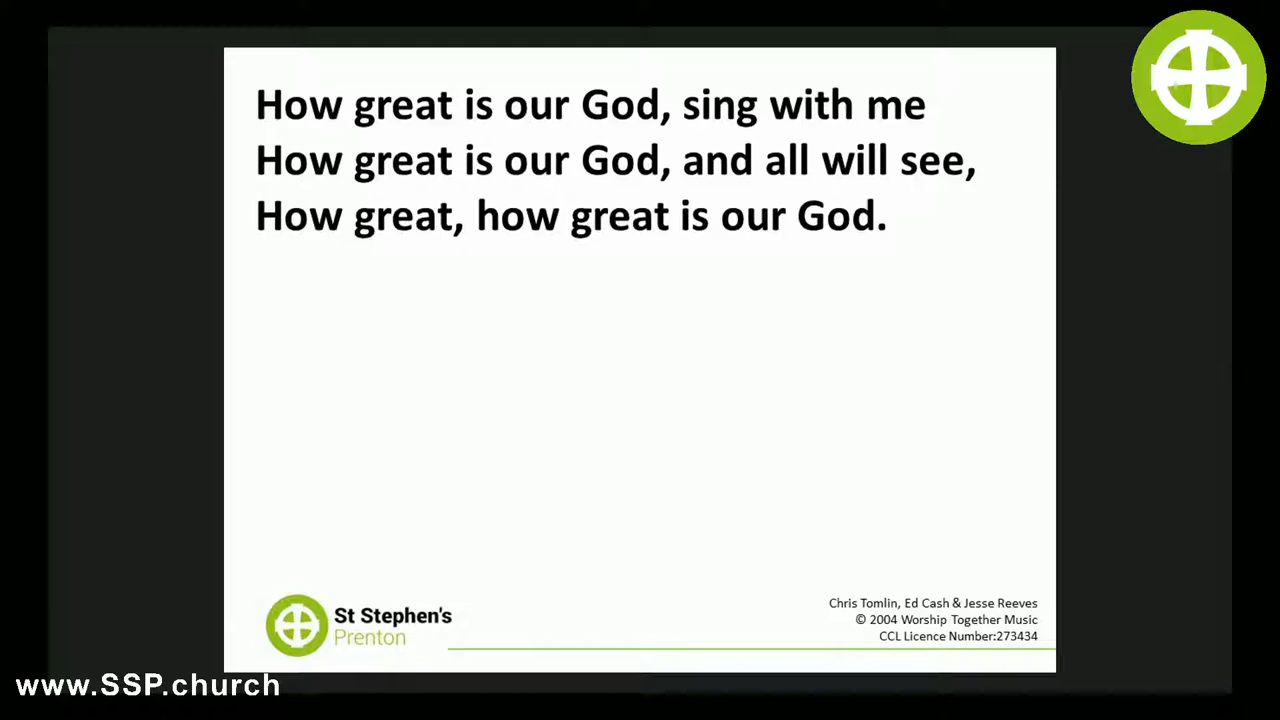 How great is our God, sing with me
How great is our God, and all will see,
How great, how great is our God.
St Stephen's
Prenton
Chris Tomlin, Ed Cash & Jesse Reeves
© 2004 Worship Together Music
CCL Licence Number:273434
www.SSP.church